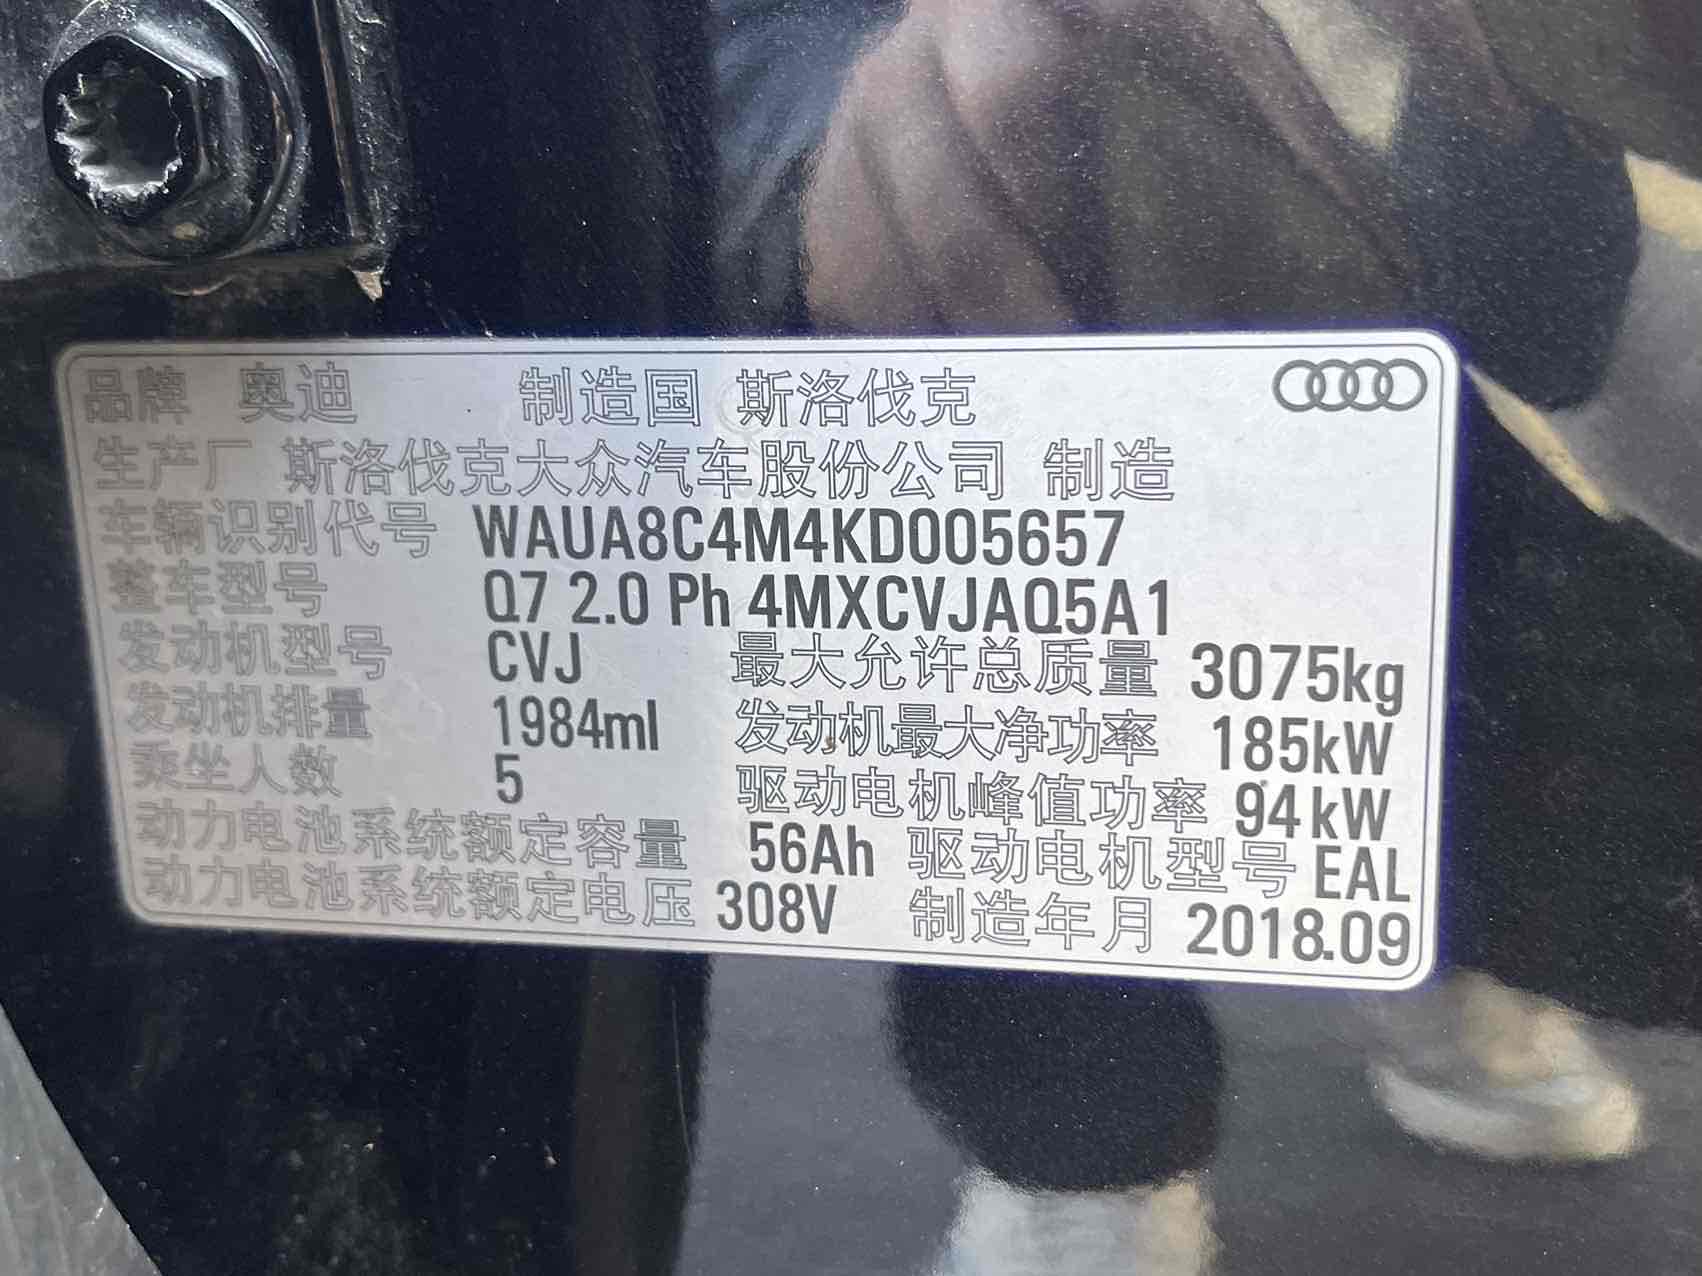 品牌 奥迪 制造国 斯洛伐克
生产厂 斯洛伐克大众汽车股份公司 制造
车辆识别代号 WAUA8C4M4KD005657
整车型号 Q7 2.0 Ph 4MXCVJAQ5A1
发动机型号 CVJ 最大允许总质量 3075kg
发动机排量 1984ml 发动机最大净功率 185kW
乘坐人数 5 驱动电机峰值功率 94kW
动力电池系统额定容量 56Ah 驱动电机型号 EAL
动力电池系统额定电压 308V 制造年月 2018.09